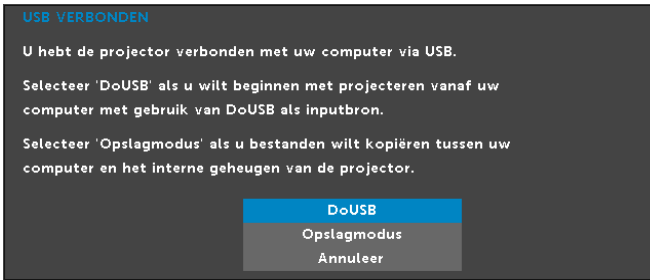 USB VERBONDEN
U hebt de projector verbonden met uw computer via USB.
Selecteer 'DoUSB' als u wilt beginnen met projecteren vanaf uw
computer met gebruik van DoUSB als inputbron.
Selecteer 'Opslagmodus' als u bestanden wilt kopiëren tussen uw
computer en het interne geheugen van de projector.
DoUSB
Opslagmodus
Annuleer